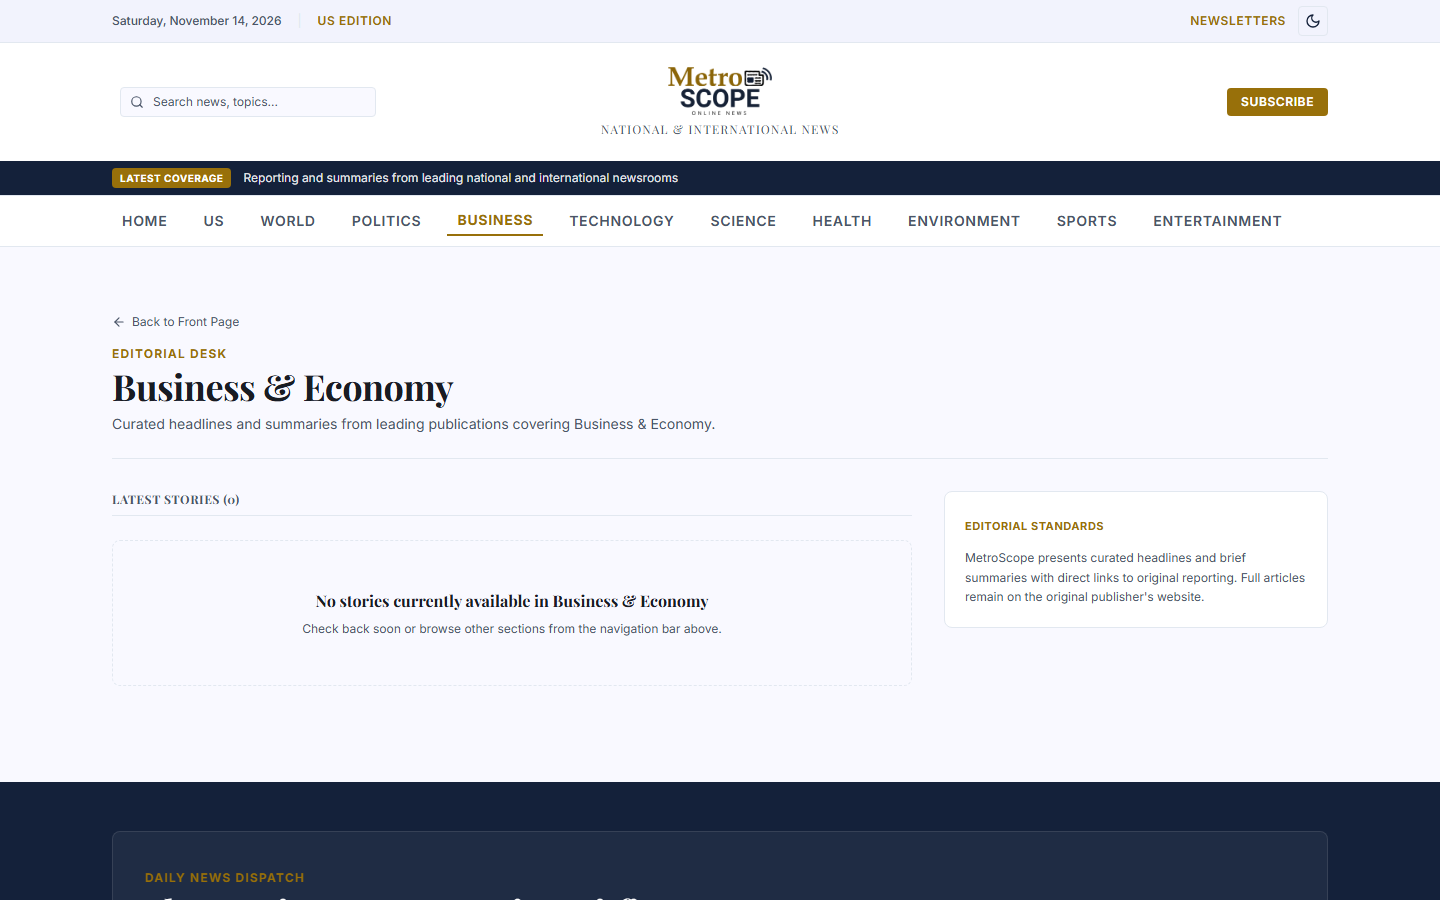 Saturday, November 14, 2026
US EDITION
NEWSLETTERS
Search news, topics...
Metro
SCOPE
ONLINE NEWS
NATIONAL & INTERNATIONAL NEWS
SUBSCRIBE
LATEST COVERAGE
Reporting and summaries from leading national and international newsrooms
HOME
US
WORLD
POLITICS
BUSINESS
TECHNOLOGY
SCIENCE
HEALTH
ENVIRONMENT
SPORTS
ENTERTAINMENT
Back to Front Page
EDITORIAL DESK
Business & Economy
Curated headlines and summaries from leading publications covering Business & Economy.
LATEST STORIES (0)
No stories currently available in Business & Economy
Check back soon or browse other sections from the navigation bar above.
EDITORIAL STANDARDS
MetroScope presents curated headlines and brief
summaries with direct links to original reporting. Full articles
remain on the original publisher's website.
DAILY NEWS DISPATCH